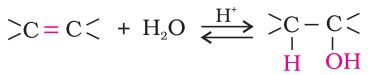 >C=C< + H₂O ⇌ >C–C<
H⁺
H OH